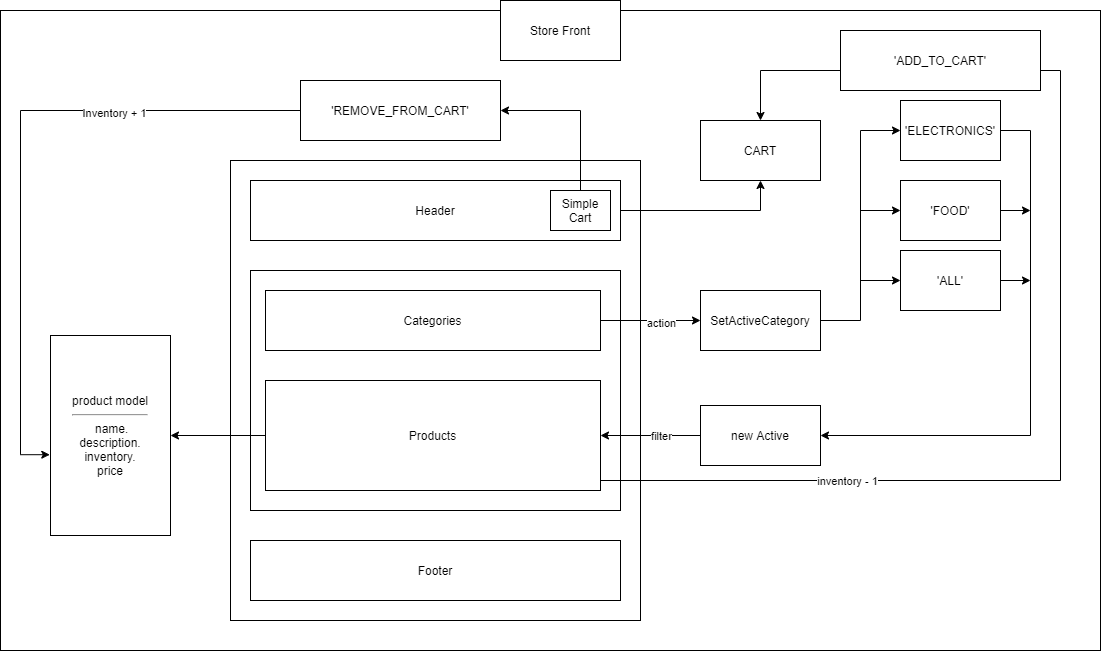 Store Front
'ADD_TO_CART'
'REMOVE_FROM_CART'
Inventory + 1
CART
'ELECTRONICS'
Header
Simple
Cart
'FOOD'
'ALL'
Categories
action
SetActiveCategory
product model
name.
description.
inventory.
price
Products
filter
new Active
inventory - 1
Footer